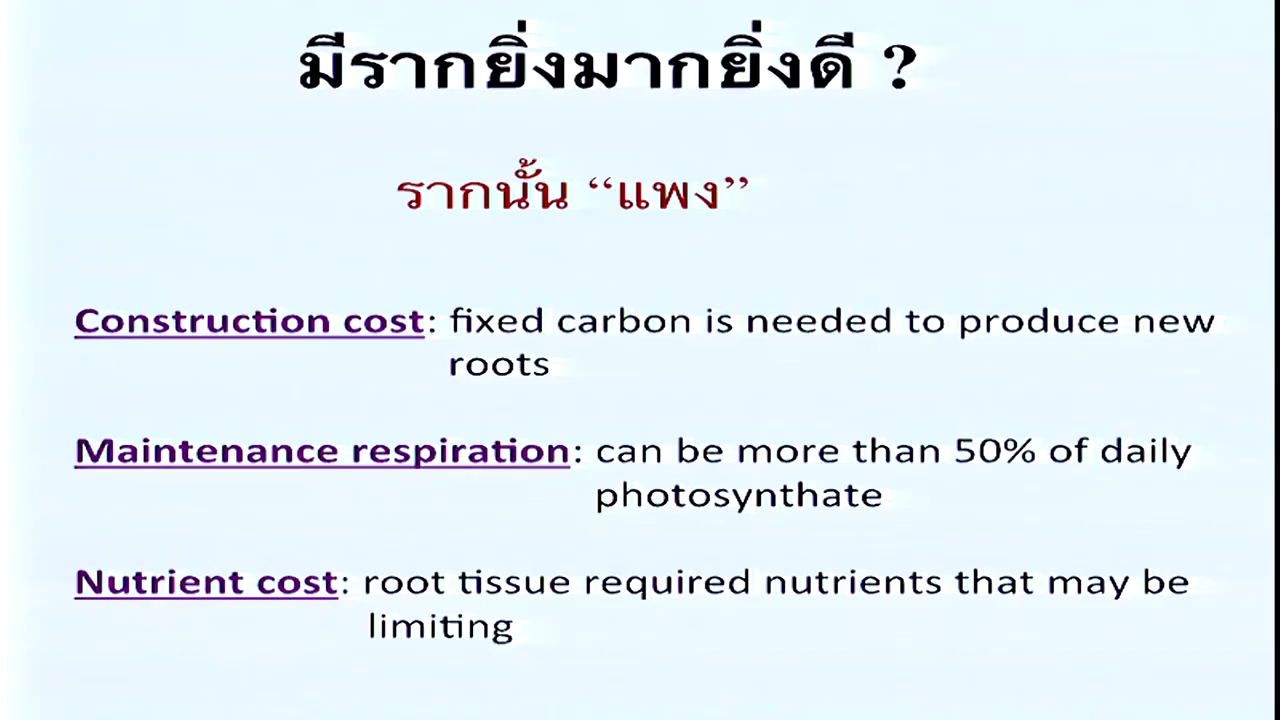 มีรากยิ่งมากยิ่งดี ?
รากนั้น “แพง”
Construction cost: fixed carbon is needed to produce new
roots
Maintenance respiration: can be more than 50% of daily
photosynthate
Nutrient cost: root tissue required nutrients that may be
limiting